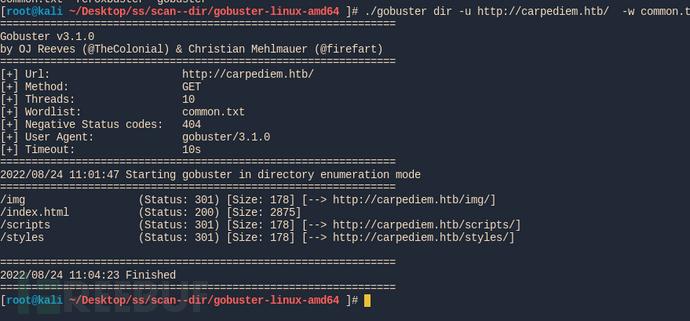 common.txt feroxbuster gobuster
[root@kali ~/Desktop/ss/scan--dir/gobuster-linux-amd64 ]# ./gobuster dir -u http://carpediem.htb/ -w common.t
===============================================================
Gobuster v3.1.0
by OJ Reeves (@TheColonial) & Christian Mehlmauer (@firefart)
===============================================================
[+] Url: http://carpediem.htb/
[+] Method: GET
[+] Threads: 10
[+] Wordlist: common.txt
[+] Negative Status codes: 404
[+] User Agent: gobuster/3.1.0
[+] Timeout: 10s
===============================================================
2022/08/24 11:01:47 Starting gobuster in directory enumeration mode
===============================================================
/img (Status: 301) [Size: 178] [--> http://carpediem.htb/img/]
/index.html (Status: 200) [Size: 2875]
/scripts (Status: 301) [Size: 178] [--> http://carpediem.htb/scripts/]
/styles (Status: 301) [Size: 178] [--> http://carpediem.htb/styles/]
===============================================================
2022/08/24 11:04:23 Finished
===============================================================
REEBUF
[root@kali ~/Desktop/ss/scan--dir/gobuster-linux-amd64 ]#